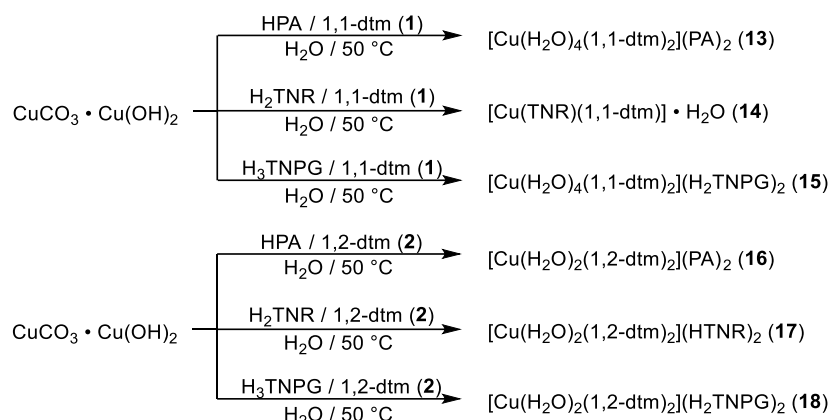 HPA / 1,1-dtm (1)
H₂O / 50 °C
[Cu(H₂O)₄(1,1-dtm)₂](PA)₂ (13)
CuCO₃ • Cu(OH)₂
H₂TNR / 1,1-dtm (1)
H₂O / 50 °C
[Cu(TNR)(1,1-dtm)] • H₂O (14)
H₃TNPG / 1,1-dtm (1)
H₂O / 50 °C
[Cu(H₂O)₄(1,1-dtm)₂](H₂TNPG)₂ (15)
HPA / 1,2-dtm (2)
H₂O / 50 °C
[Cu(H₂O)₂(1,2-dtm)₂](PA)₂ (16)
CuCO₃ • Cu(OH)₂
H₂TNR / 1,2-dtm (2)
H₂O / 50 °C
[Cu(H₂O)₂(1,2-dtm)₂](HTNR)₂ (17)
H₃TNPG / 1,2-dtm (2)
H₂O / 50 °C
[Cu(H₂O)₂(1,2-dtm)₂](H₂TNPG)₂ (18)